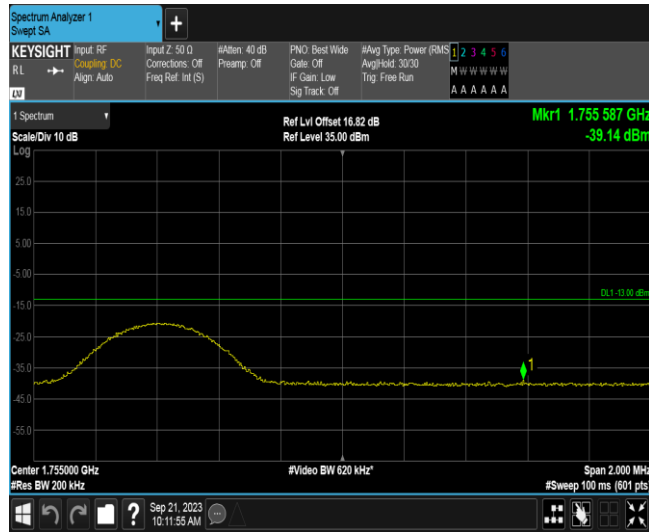 Spectrum Analyzer 1
Swept SA
+
KEYSIGHT Input: RF Input Z: 50 Ω #Atten: 40 dB PNO: Best Wide #Avg Type: Power (RMS 1 2 3 4 5 6
RL Coupling: DC Corrections: Off Preamp: Off Gate: Off Avg|Hold: 30/30 M W W W W W
Align: Auto Freq Ref: Int (S) IF Gain: Low Trig: Free Run
LXI Sig Track: Off A A A A A A
1 Spectrum Ref Lvl Offset 16.82 dB Mkr1 1.755 587 GHz
Scale/Div 10 dB Ref Level 35.00 dBm -39.14 dBm
Log
25.0
15.0
5.00
-5.00
DL1 -13.00 dBm
-15.0
-25.0
-35.0
1
-45.0
-55.0
Center 1.755000 GHz #Video BW 620 kHz* Span 2.000 MHz
#Res BW 200 kHz #Sweep 100 ms (601 pts)
? Sep 21, 2023
10:11:55 AM